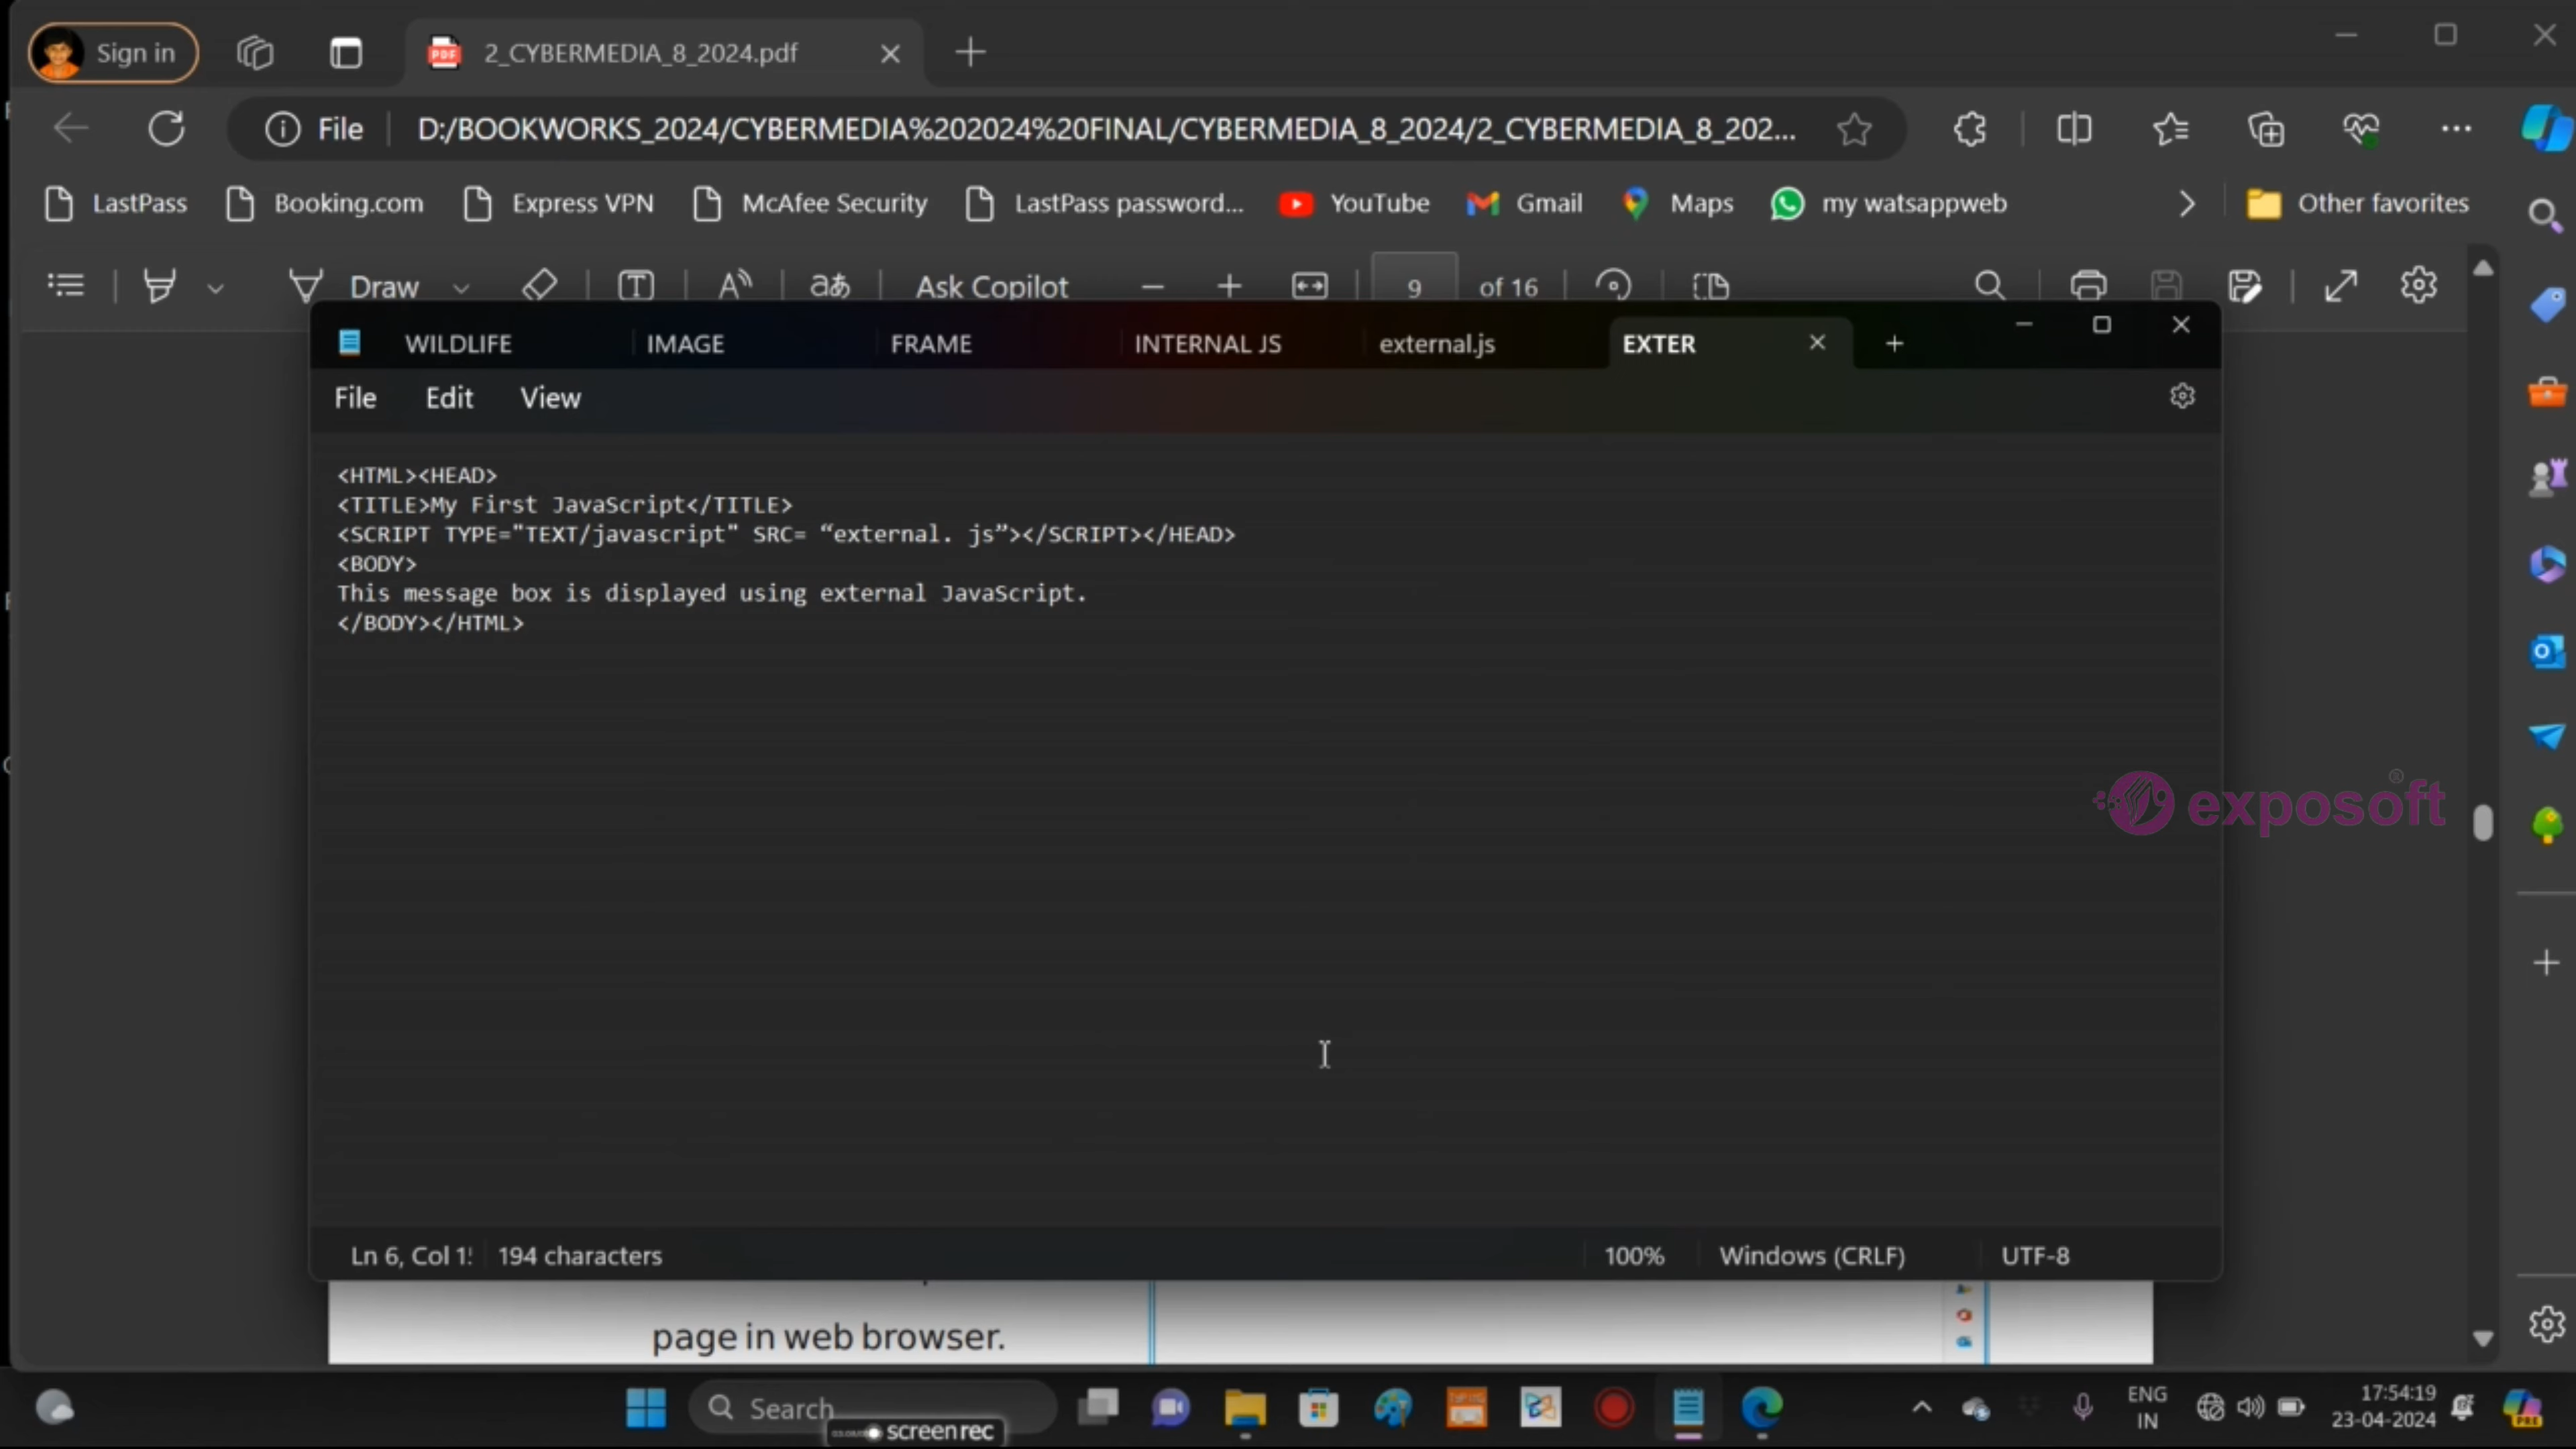 Sign in
2_CYBERMEDIA_8_2024.pdf
File
D:/BOOKWORKS_2024/CYBERMEDIA%202024%20FINAL/CYBERMEDIA_8_2024/2_CYBERMEDIA_8_202...
LastPass
Booking.com
Express VPN
McAfee Security
LastPass password...
YouTube
Gmail
Maps
my watsappweb
Other favorites
Draw
Ask Copilot
9
of 16
WILDLIFE
IMAGE
FRAME
INTERNAL JS
external.js
EXTER
File
Edit
View
<HTML><HEAD>
<TITLE>My First JavaScript</TITLE>
<SCRIPT TYPE="TEXT/javascript" SRC= “external. js”></SCRIPT></HEAD>
<BODY>
This message box is displayed using external JavaScript.
</BODY></HTML>
exposoft
Ln 6, Col 1
194 characters
100%
Windows (CRLF)
UTF-8
page in web browser.
Search
screenrec
ENG
IN
17:54:19
23-04-2024